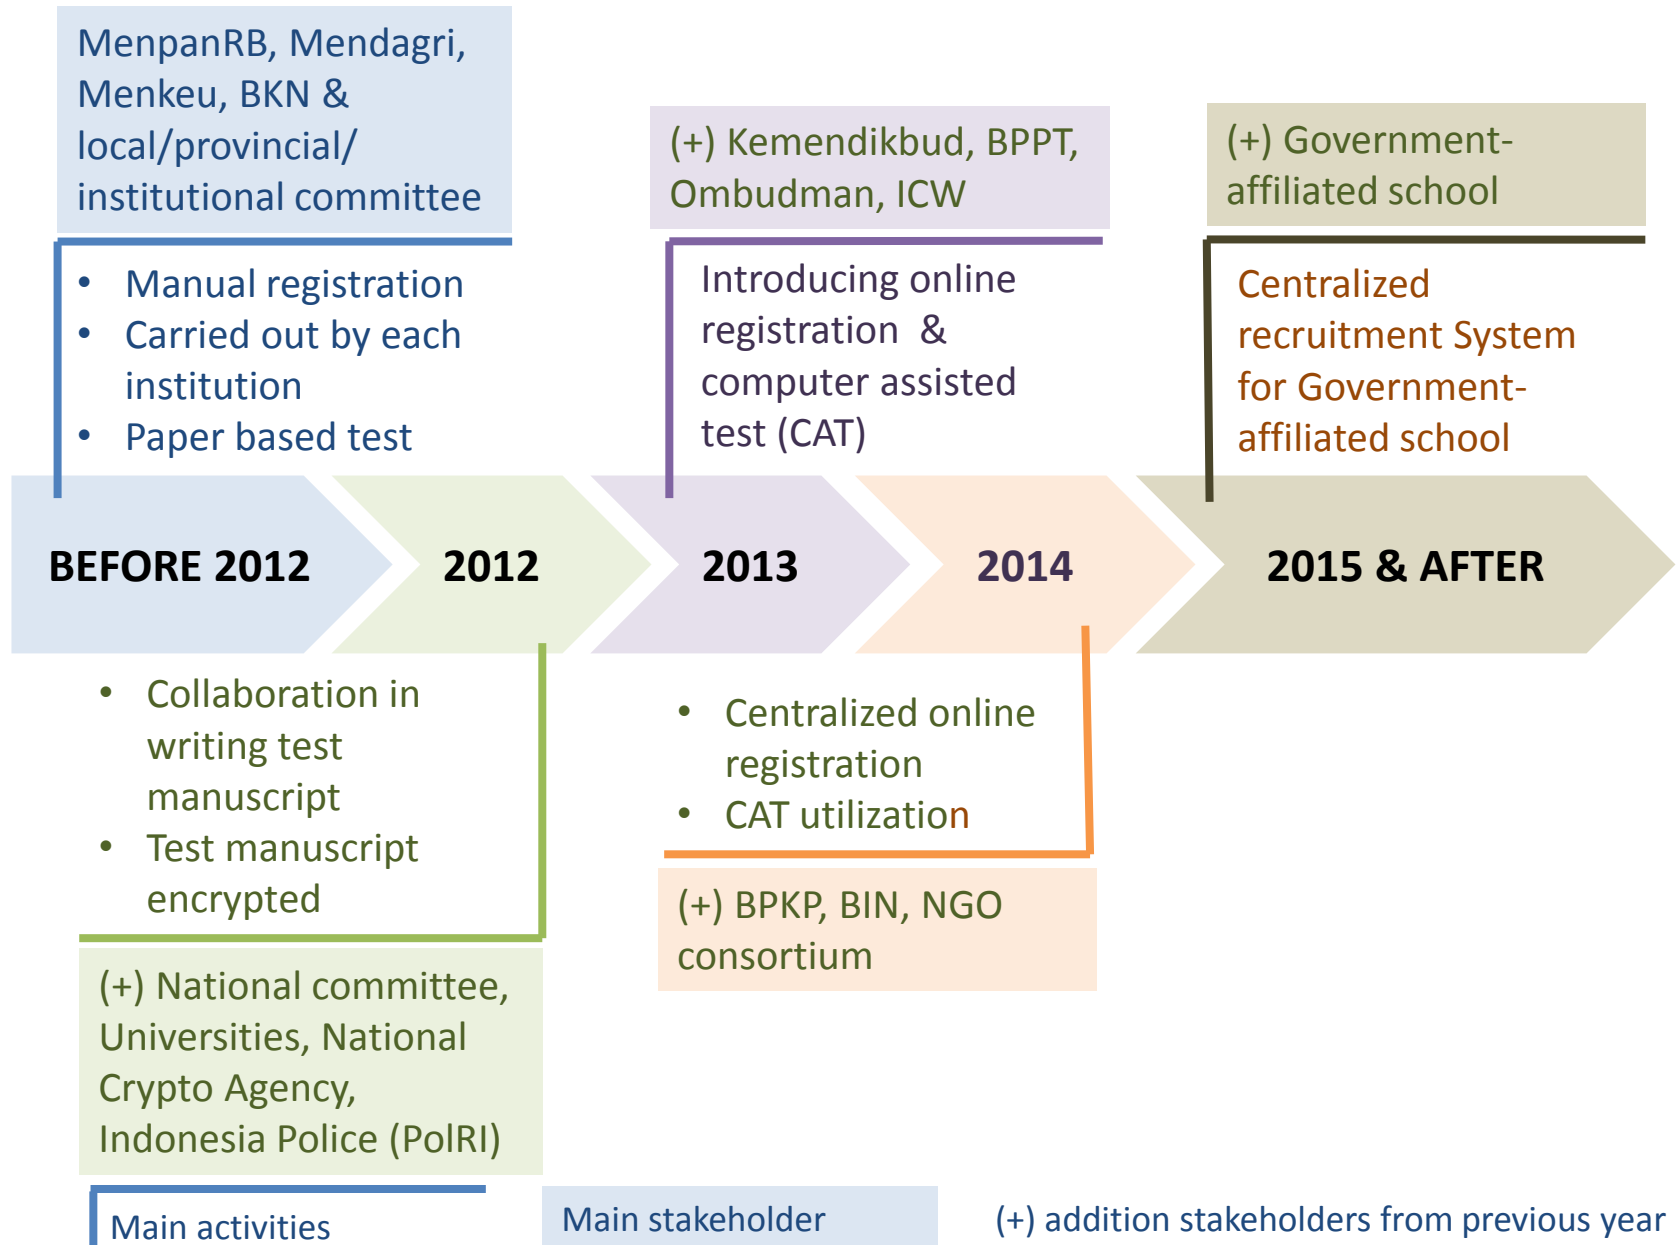 MenpanRB, Mendagri,
Menkeu, BKN &
local/provincial/
institutional committee
• Manual registration
• Carried out by each
institution
• Paper based test
(+) Kemendikbud, BPPT,
Ombudman, ICW
Introducing online
registration &
computer assisted
test (CAT)
(+) Government-
affiliated school
Centralized
recruitment System
for Government-
affiliated school
BEFORE 2012
2012
2013
2014
2015 & AFTER
• Collaboration in
writing test
manuscript
• Test manuscript
encrypted
(+) National committee,
Universities, National
Crypto Agency,
Indonesia Police (PolRI)
• Centralized online
registration
• CAT utilization
(+) BPKP, BIN, NGO
consortium
Main activities
Main stakeholder
(+) addition stakeholders from previous year